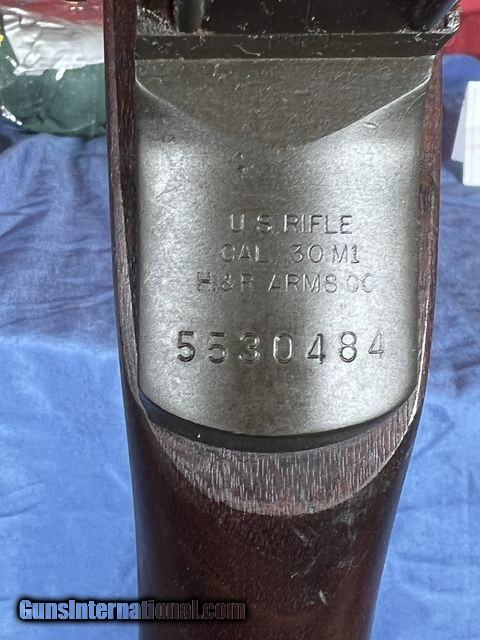 U.S. RIFLE
CAL. .30 M1
H.&R. ARMS CO.
5530484
GunsInternational.com